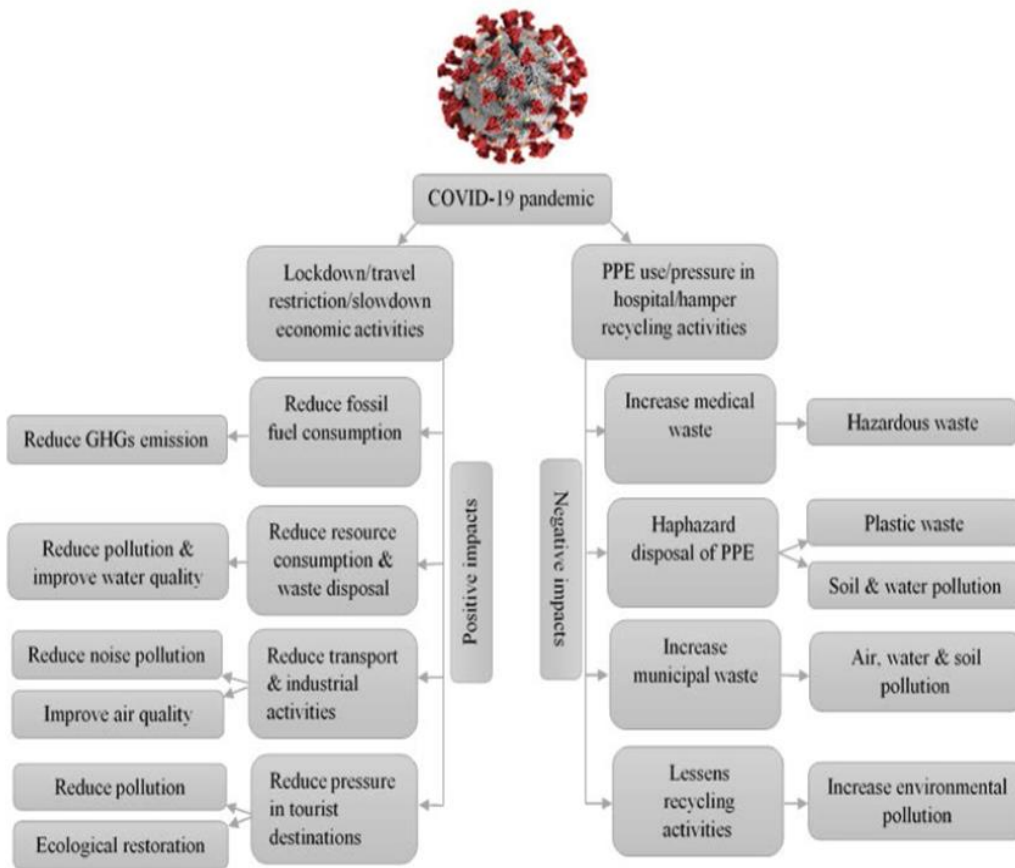 COVID-19 pandemic
Lockdown/travel
restriction/slowdown
economic activities
PPE use/pressure in
hospital/hamper
recycling activities
Positive impacts
Reduce fossil
fuel consumption
Reduce GHGs emission
Reduce resource
consumption &
waste disposal
Reduce pollution &
improve water quality
Reduce transport
& industrial
activities
Reduce noise pollution
Improve air quality
Reduce pressure
in tourist
destinations
Reduce pollution
Ecological restoration
Negative impacts
Increase medical
waste
Hazardous waste
Haphazard
disposal of PPE
Plastic waste
Soil & water pollution
Increase
municipal waste
Air, water & soil
pollution
Lessens
recycling
activities
Increase environmental
pollution